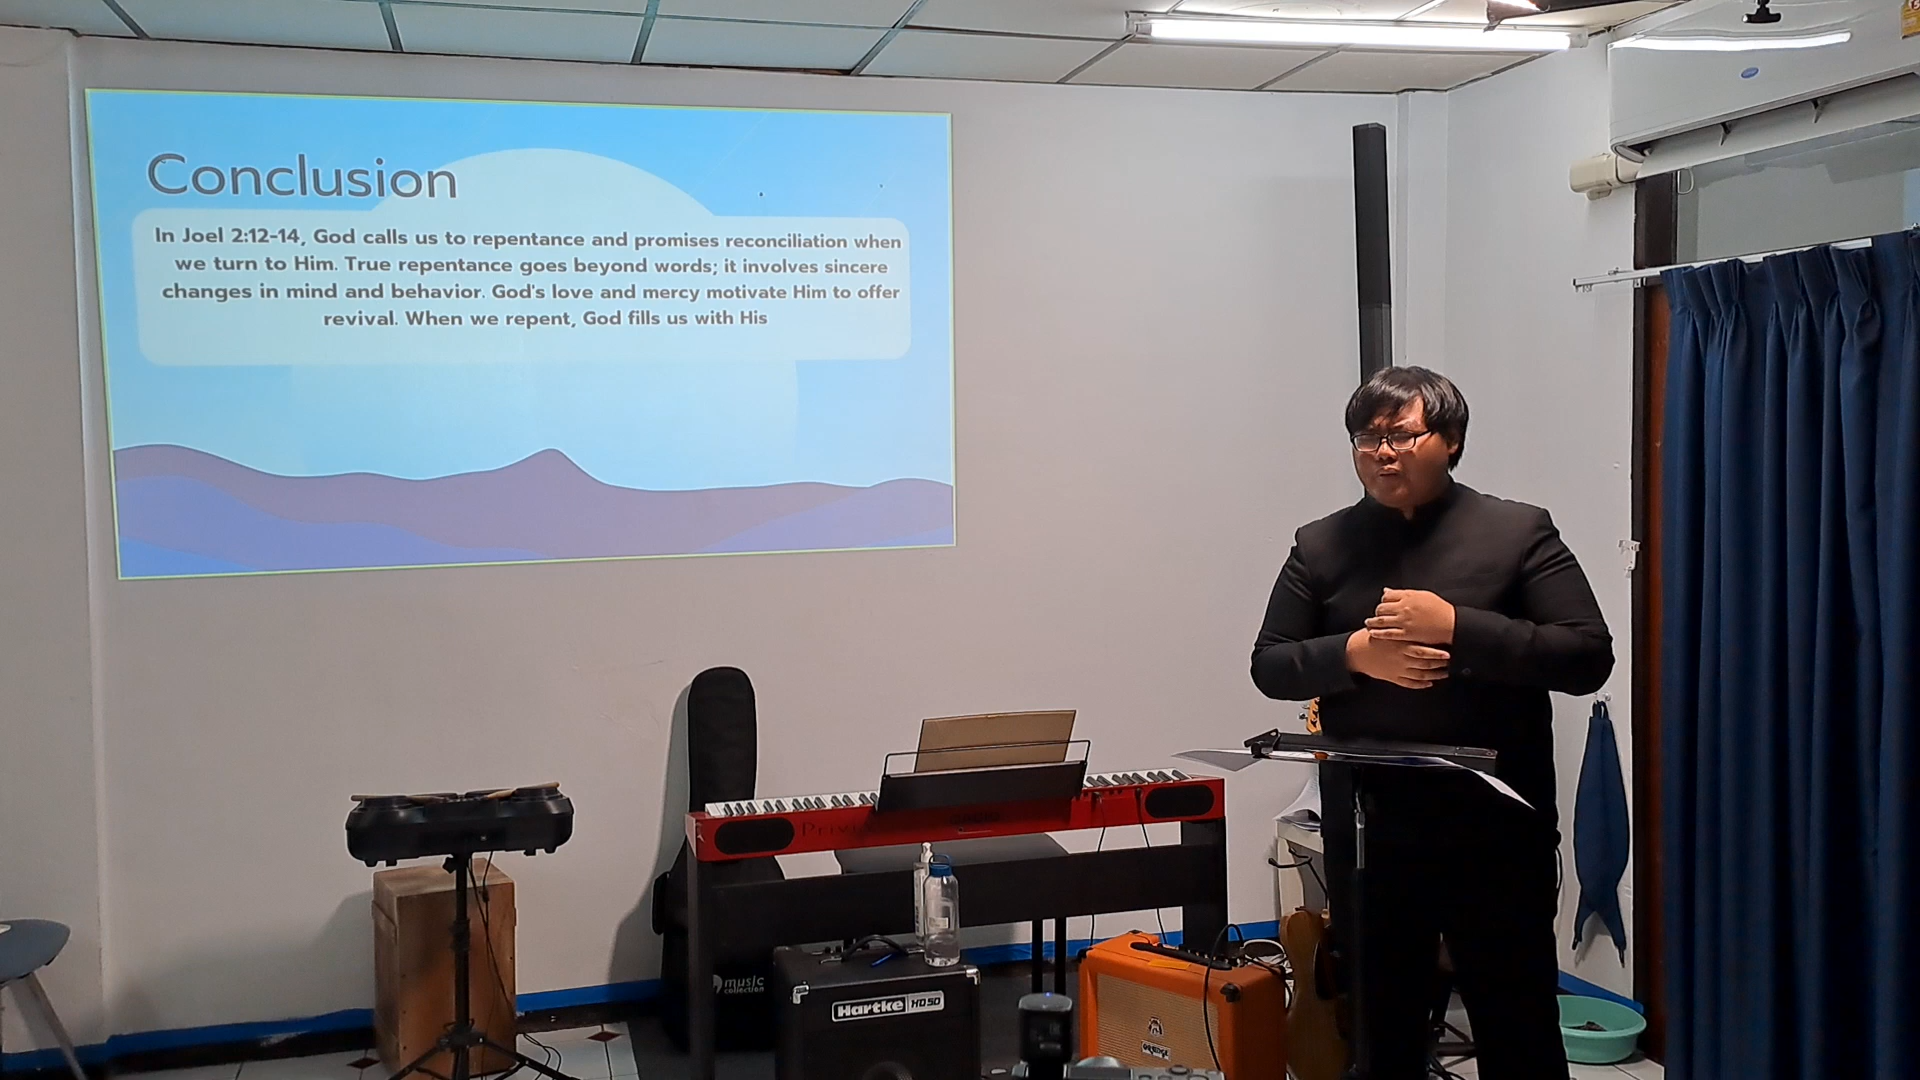 Conclusion
In Joel 2:12-14, God calls us to repentance and promises reconciliation when
we turn to Him. True repentance goes beyond words; it involves sincere
changes in mind and behavior. God's love and mercy motivate Him to offer
revival. When we repent, God fills us with His
music
collection
Hartke HD50
orange